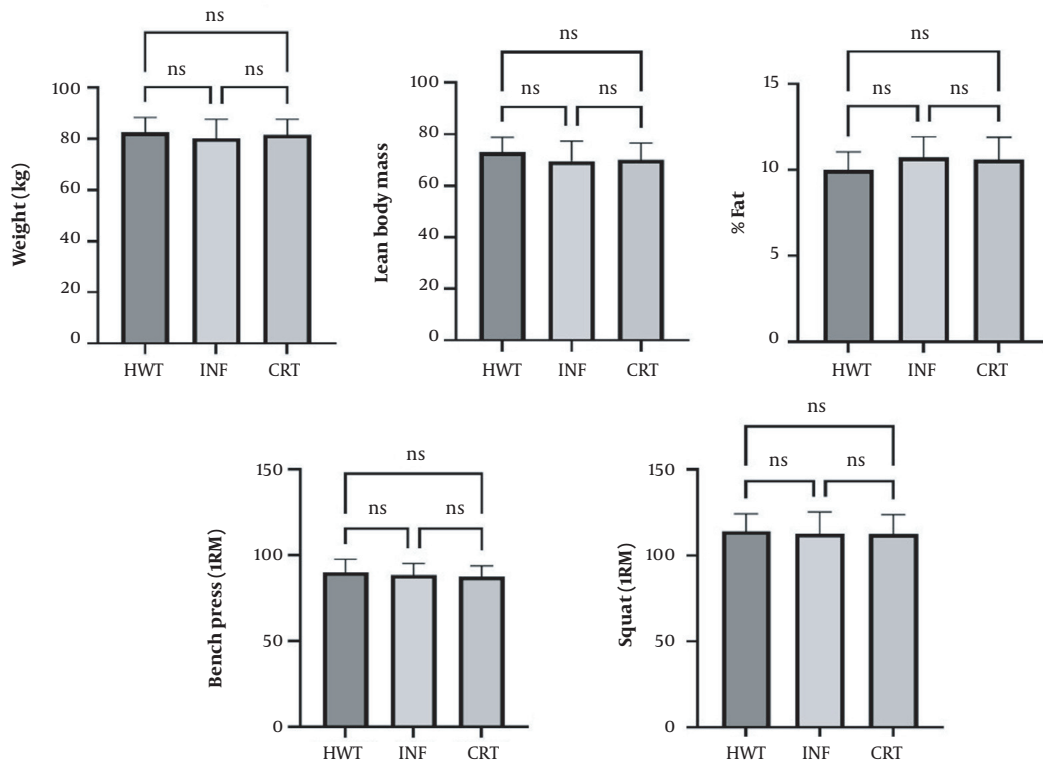 ns
ns ns
100
80
60
40
20
0
Weight (kg)
HWT INF CRT
ns
ns ns
100
80
60
40
20
0
Lean body mass
HWT INF CRT
ns
ns ns
15
10
5
0
% Fat
HWT INF CRT
ns
ns ns
150
100
50
0
Bench press (1RM)
HWT INF CRT
ns
ns ns
150
100
50
0
Squat (1RM)
HWT INF CRT